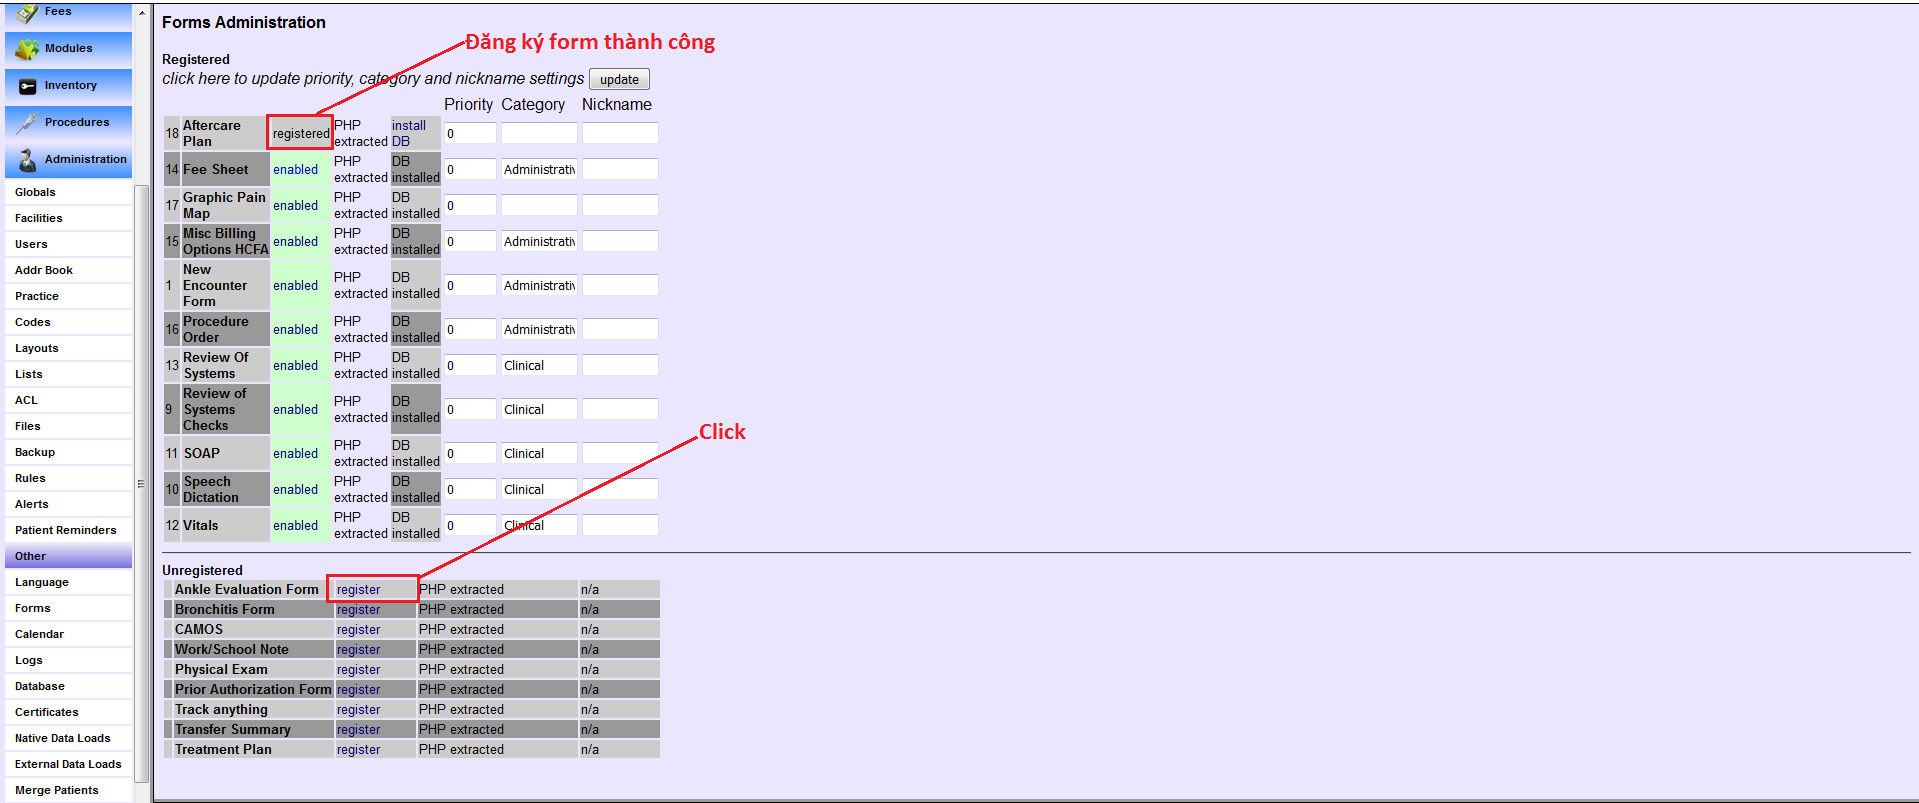 Fees
Modules
Inventory
Procedures
Administration
Globals
Facilities
Users
Addr Book
Practice
Codes
Layouts
Lists
ACL
Files
Backup
Rules
Alerts
Patient Reminders
Other
Language
Forms
Calendar
Logs
Database
Certificates
Native Data Loads
External Data Loads
Merge Patients
Forms Administration
Đăng ký form thành công
Registered
click here to update priority, category and nickname settings update
Priority Category Nickname
18 Aftercare Plan registered PHP extracted install DB 0
14 Fee Sheet enabled PHP extracted DB installed 0 Administrativ
17 Graphic Pain Map enabled PHP extracted DB installed 0
15 Misc Billing Options HCFA enabled PHP extracted DB installed 0 Administrativ
1 New Encounter Form enabled PHP extracted DB installed 0 Administrativ
16 Procedure Order enabled PHP extracted DB installed 0 Administrativ
13 Review Of Systems enabled PHP extracted DB installed 0 Clinical
9 Review of Systems Checks enabled PHP extracted DB installed 0 Clinical
Click
11 SOAP enabled PHP extracted DB installed 0 Clinical
10 Speech Dictation enabled PHP extracted DB installed 0 Clinical
12 Vitals enabled PHP extracted DB installed 0 Clinical
Unregistered
Ankle Evaluation Form register PHP extracted n/a
Bronchitis Form register PHP extracted n/a
CAMOS register PHP extracted n/a
Work/School Note register PHP extracted n/a
Physical Exam register PHP extracted n/a
Prior Authorization Form register PHP extracted n/a
Track anything register PHP extracted n/a
Transfer Summary register PHP extracted n/a
Treatment Plan register PHP extracted n/a